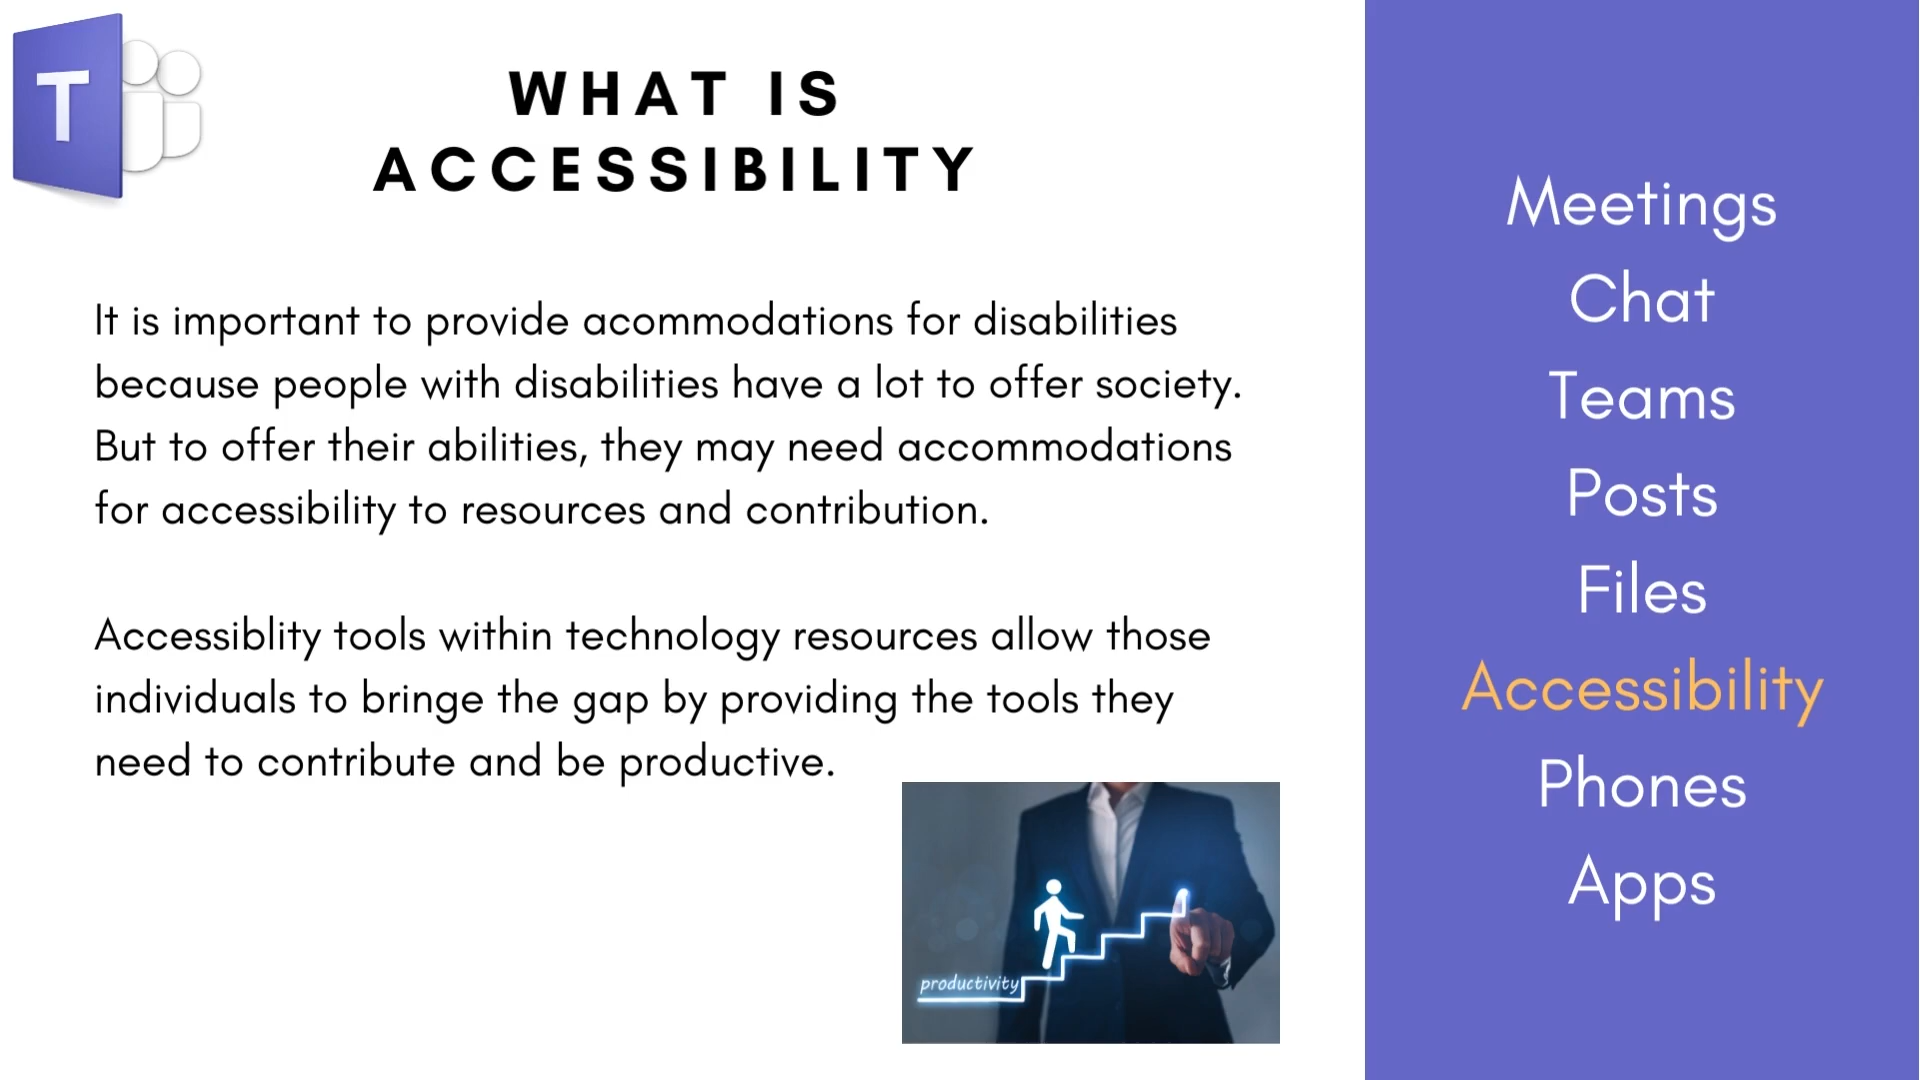 T
WHAT IS
ACCESSIBILITY
It is important to provide acommodations for disabilities
because people with disabilities have a lot to offer society.
But to offer their abilities, they may need accommodations
for accessibility to resources and contribution.
Accessiblity tools within technology resources allow those
individuals to bringe the gap by providing the tools they
need to contribute and be productive.
productivity
Meetings
Chat
Teams
Posts
Files
Accessibility
Phones
Apps